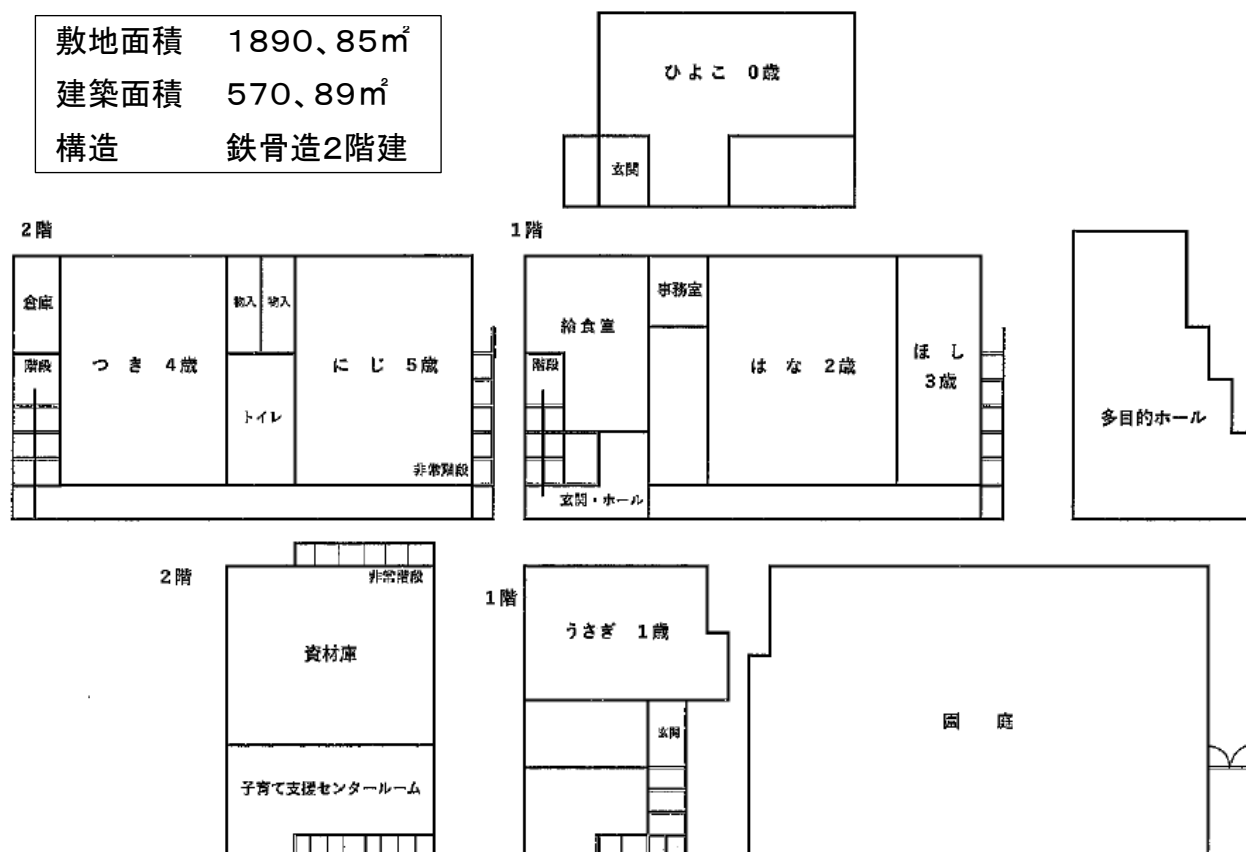 敷地面積 1890、85㎡
建築面積 570、89㎡
構造 鉄骨造2階建
ひよこ 0歳
玄関
2階
倉庫
階段
つき 4歳
物入
物入
トイレ
にじ 5歳
非常階段
1階
給食室
階段
事務室
玄関・ホール
はな 2歳
ほし
3歳
多目的ホール
2階
非常階段
資材庫
子育て支援センタールーム
1階
うさぎ 1歳
玄関
園庭